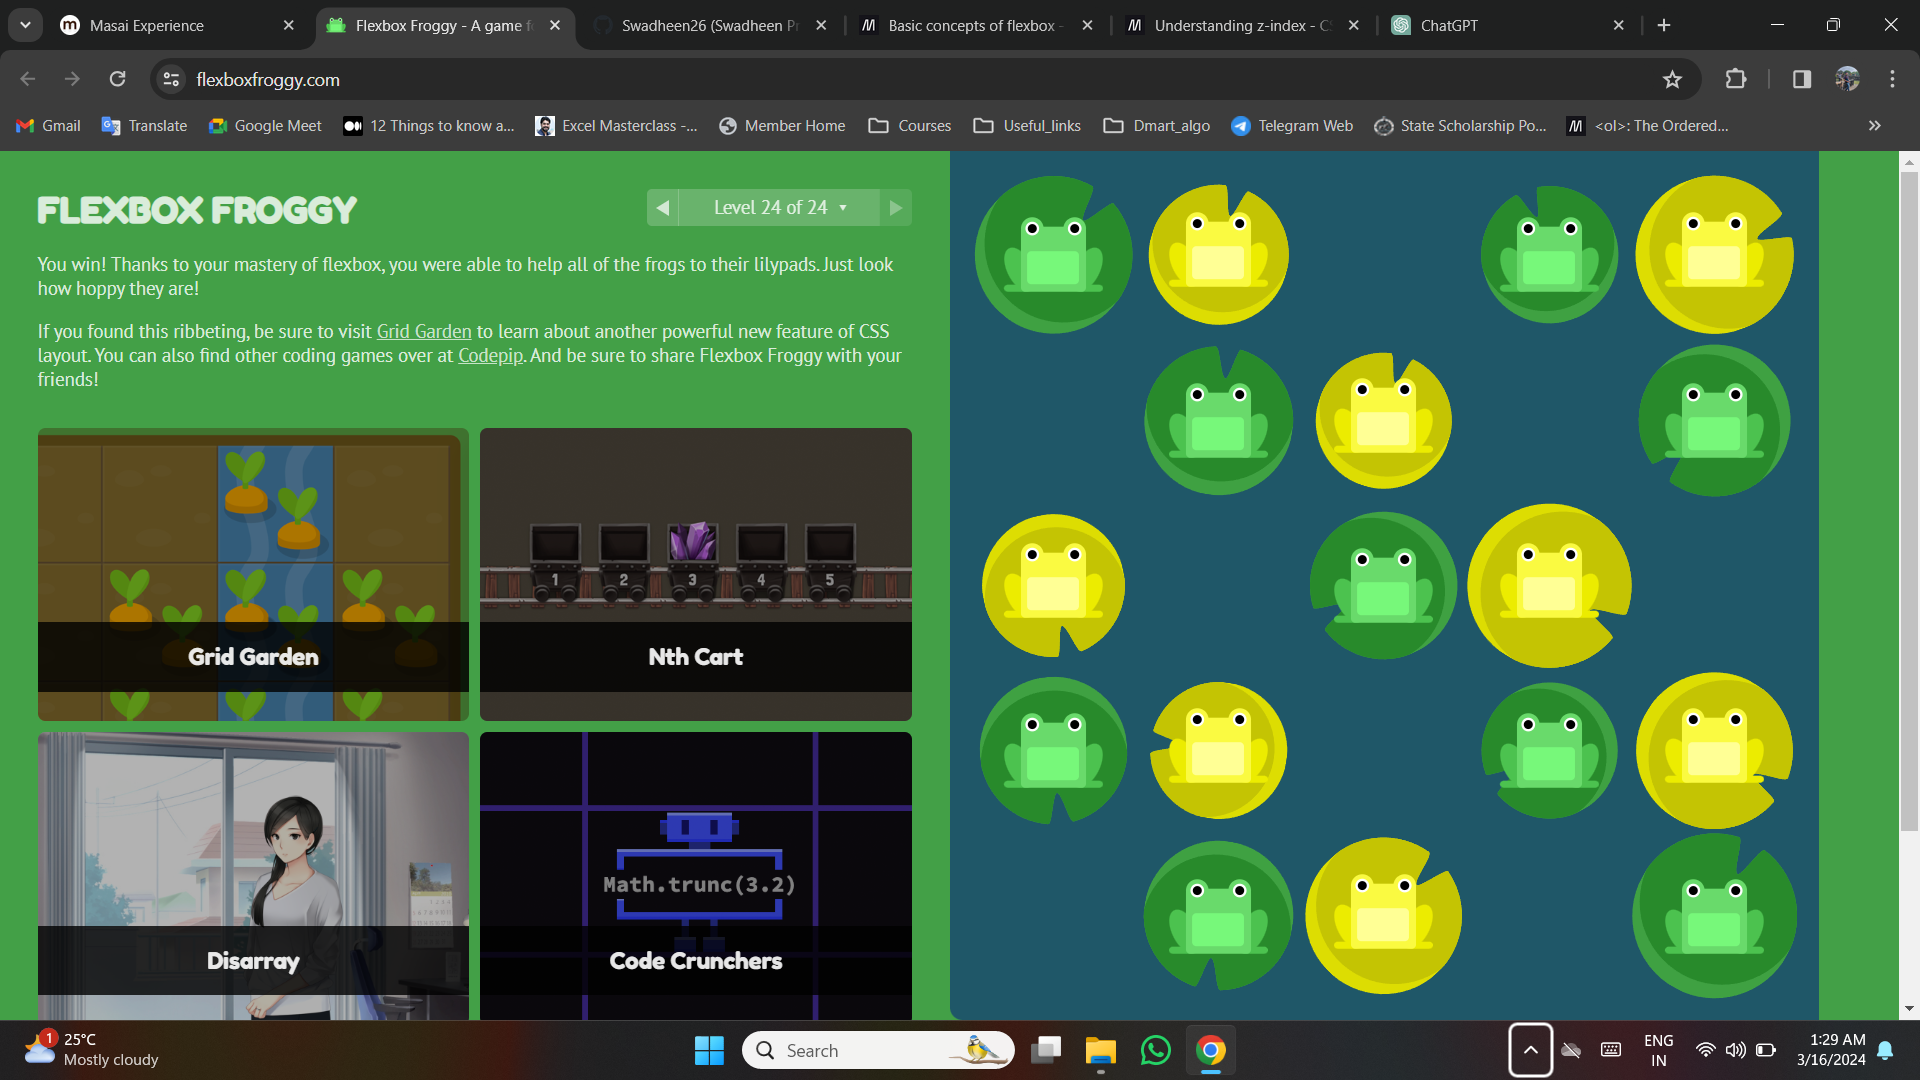 Masai Experience
Flexbox Froggy - A game f
Swadheen26 (Swadheen Pr
Basic concepts of flexbox -
Understanding z-index - CS
ChatGPT
flexboxfroggy.com
Gmail
Translate
Google Meet
12 Things to know a...
Excel Masterclass -...
Member Home
Courses
Useful_links
Dmart_algo
Telegram Web
State Scholarship Po...
<ol>: The Ordered...
FLEXBOX FROGGY
Level 24 of 24
You win! Thanks to your mastery of flexbox, you were able to help all of the frogs to their lilypads. Just look
how hoppy they are!
If you found this ribbeting, be sure to visit Grid Garden to learn about another powerful new feature of CSS
layout. You can also find other coding games over at Codepip. And be sure to share Flexbox Froggy with your
friends!
Grid Garden
1 2 3 4 5
Nth Cart
Disarray
Math.trunc(3.2)
Code Crunchers
1
25°C
Mostly cloudy
Search
ENG
IN
1:29 AM
3/16/2024